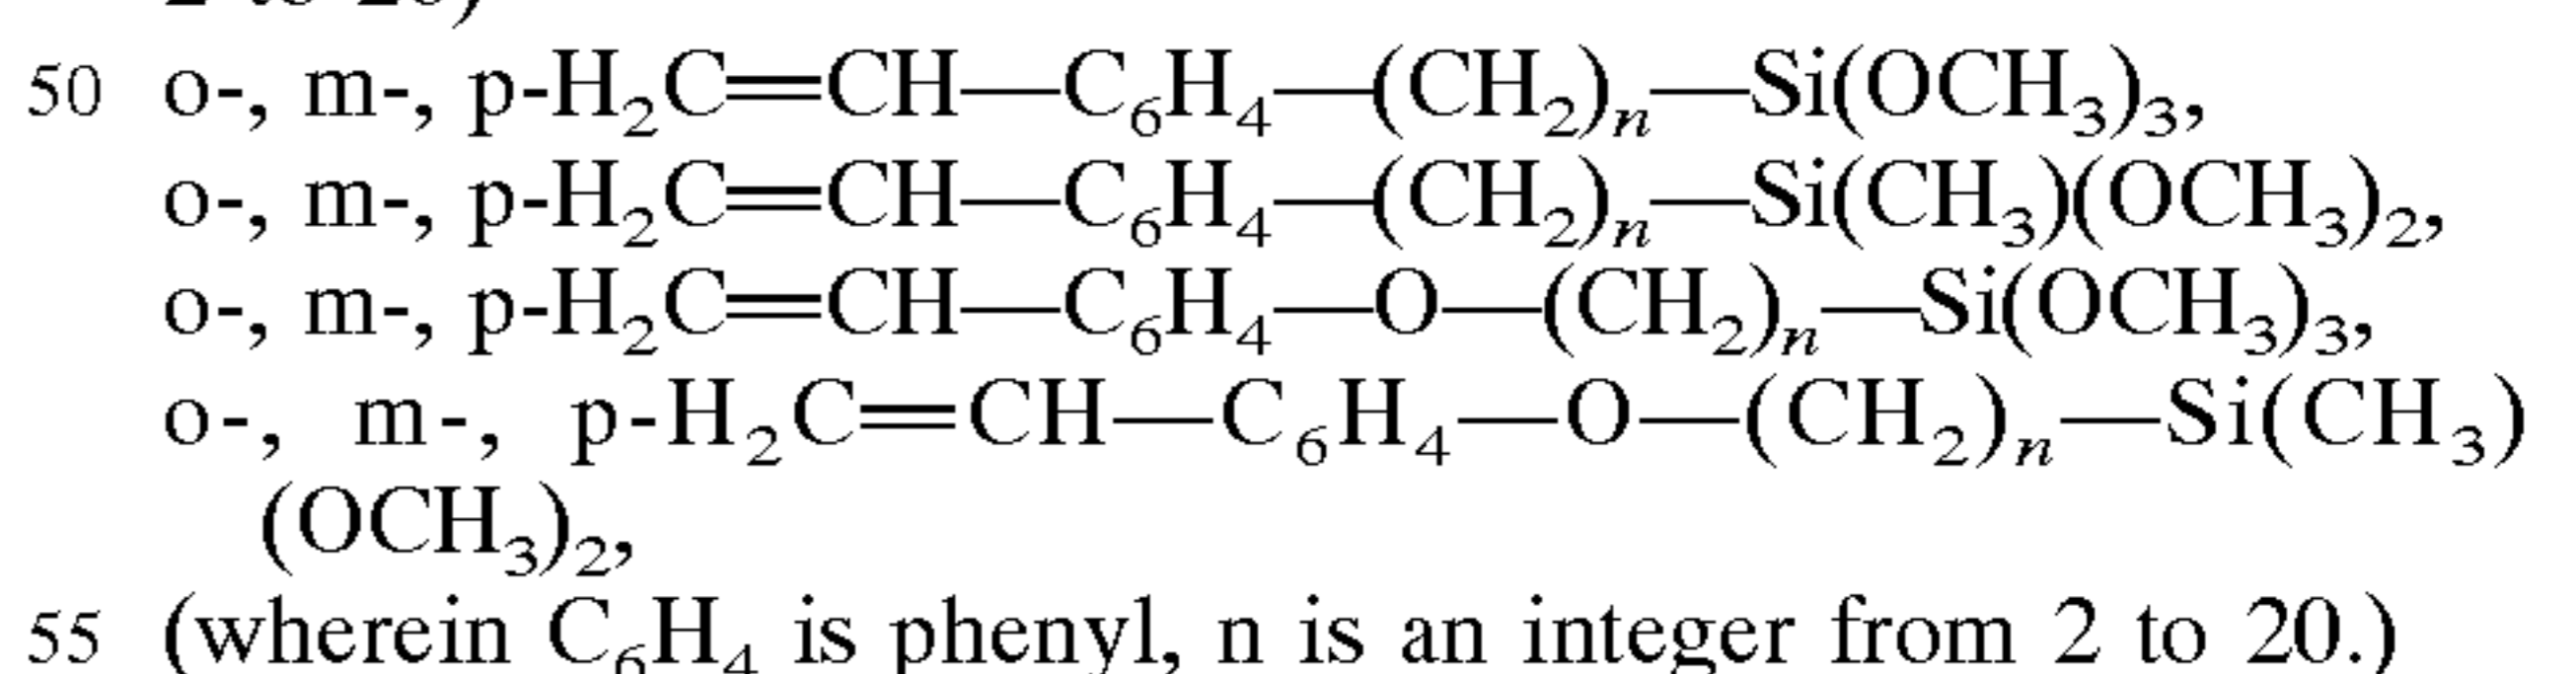 50 o-, m-, p-H₂C═CH—C₆H₄—(CH₂)ₙ—Si(OCH₃)₃,
o-, m-, p-H₂C═CH—C₆H₄—(CH₂)ₙ—Si(CH₃)(OCH₃)₂,
o-, m-, p-H₂C═CH—C₆H₄—O—(CH₂)ₙ—Si(OCH₃)₃,
o-, m-, p-H₂C═CH—C₆H₄—O—(CH₂)ₙ—Si(CH₃)
(OCH₃)₂,
55 (wherein C₆H₄ is phenyl, n is an integer from 2 to 20.)